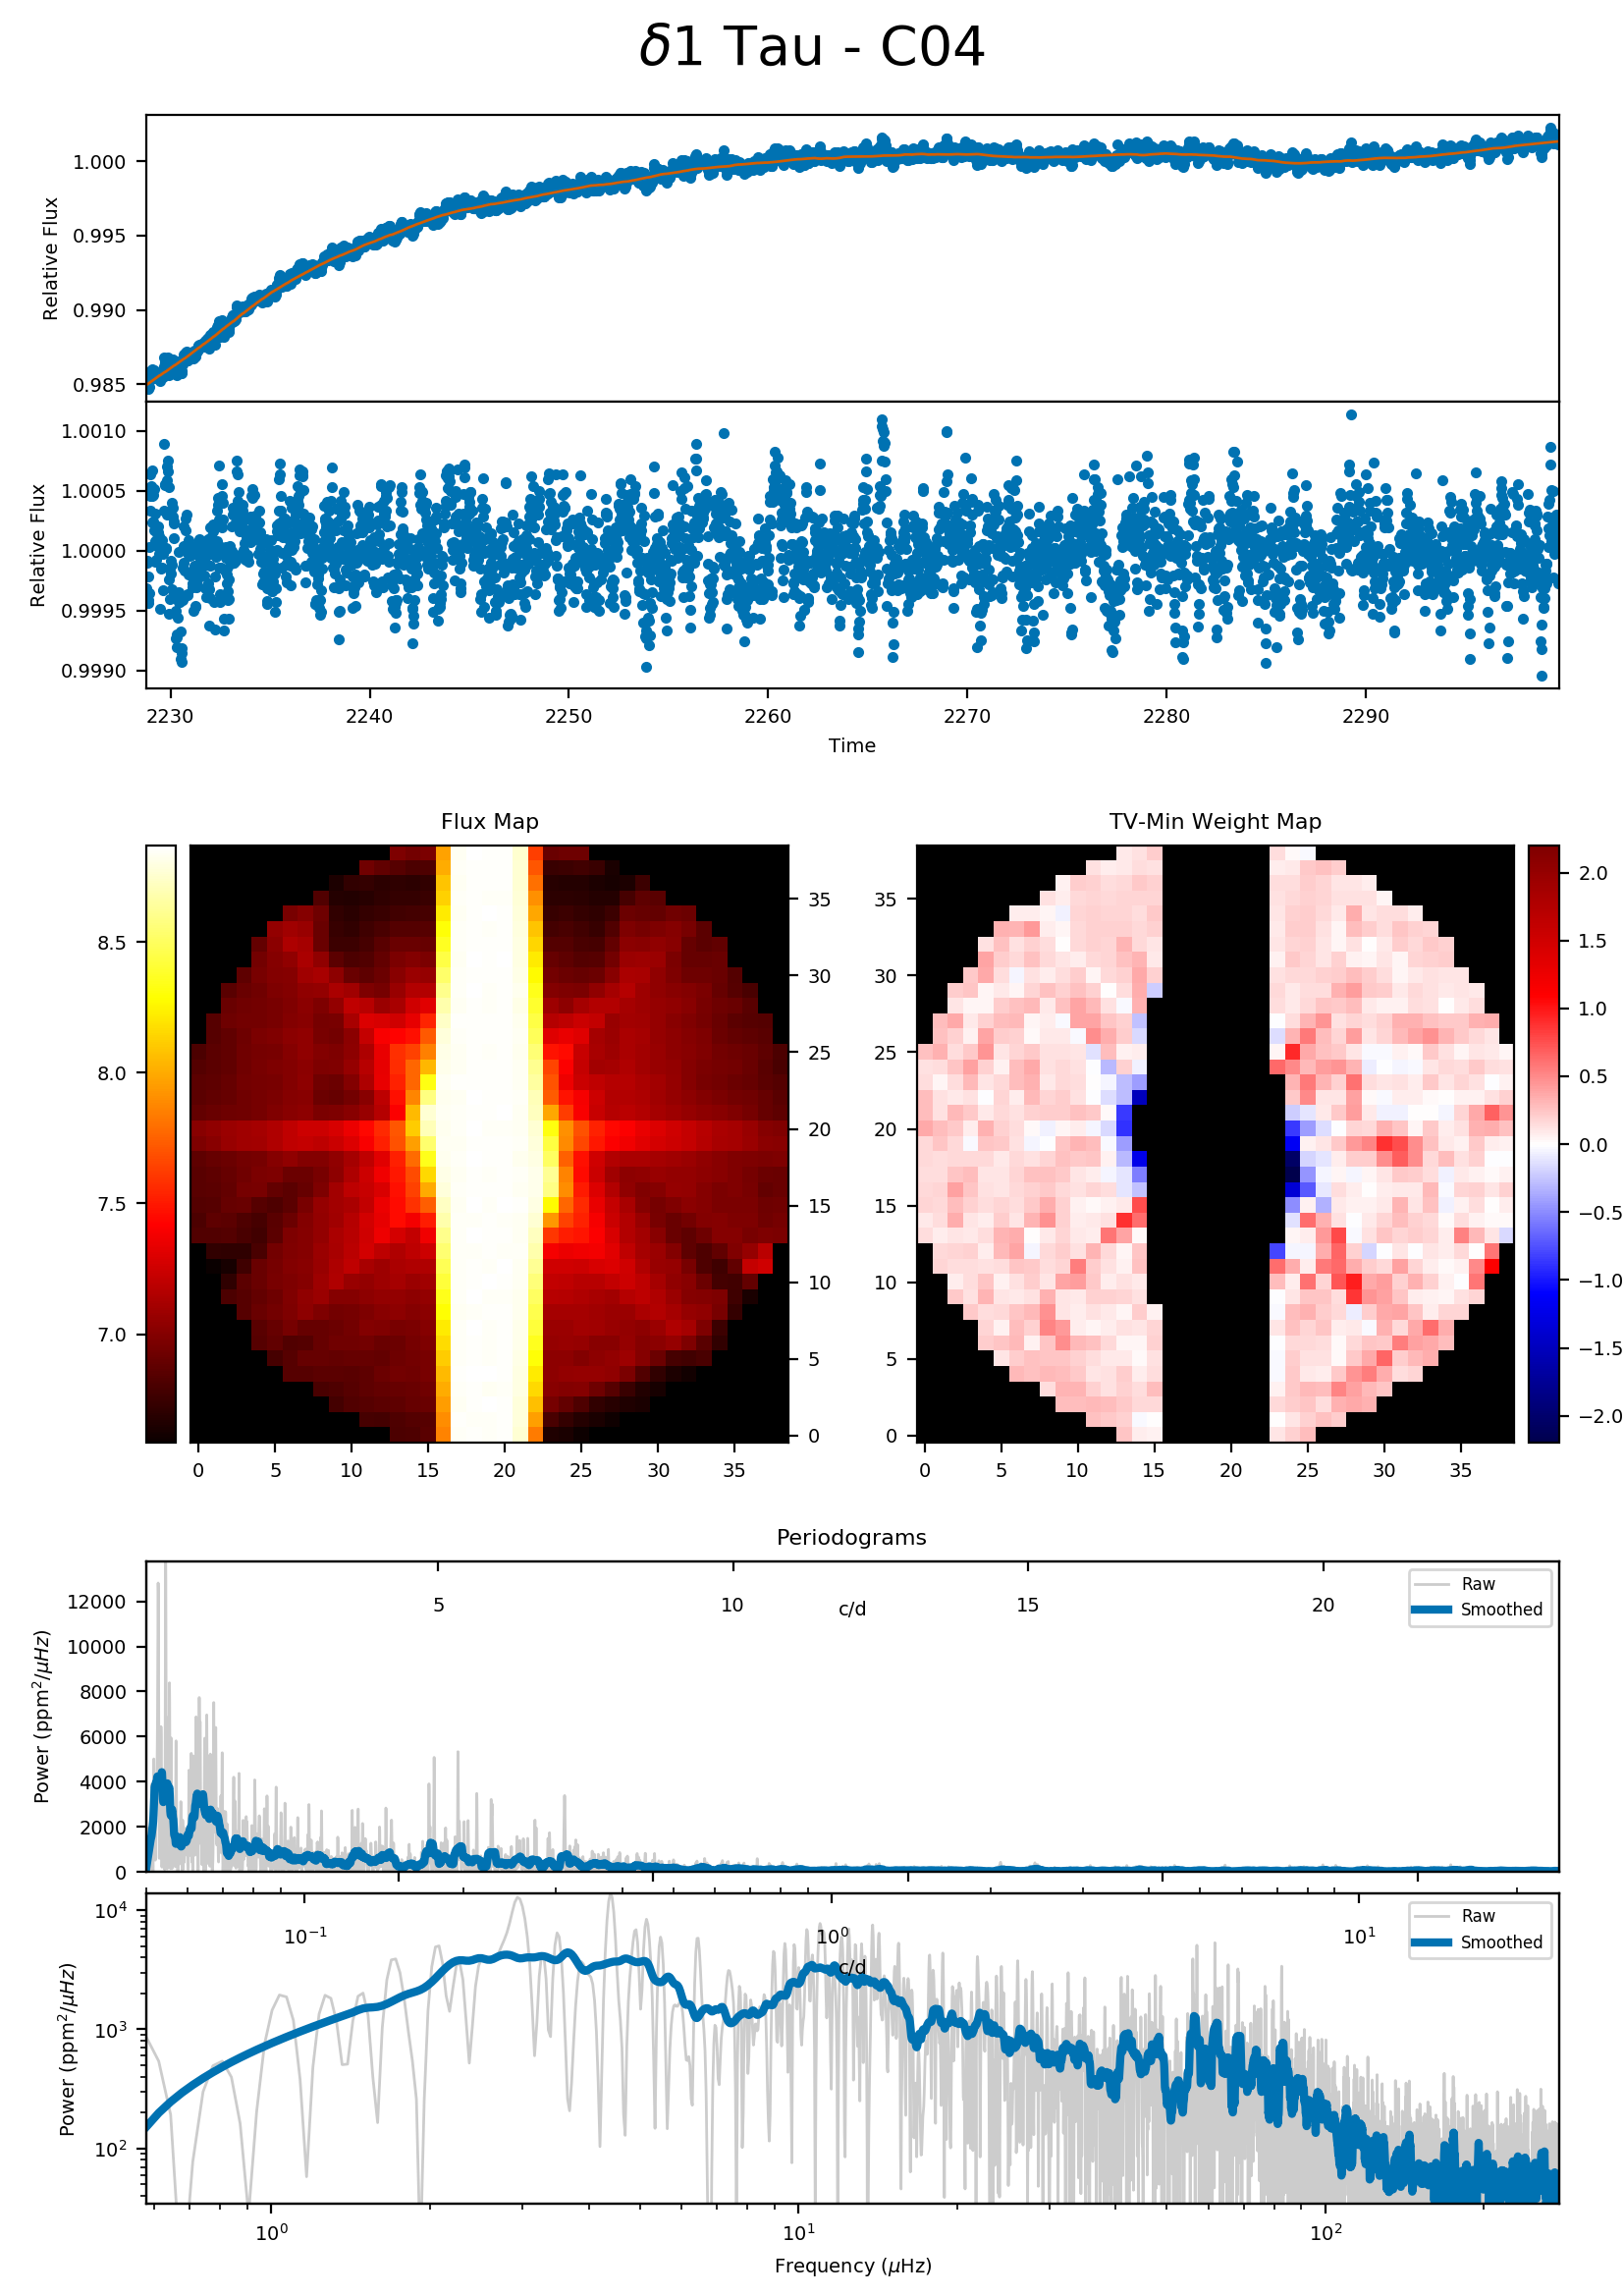 δ1 Tau - C04
1.000
0.995
0.990
0.985
Relative Flux
1.0010
1.0005
1.0000
0.9995
0.9990
Relative Flux
2230 2240 2250 2260 2270 2280 2290
Time
Flux Map
8.5
8.0
7.5
7.0
35
30
25
20
15
10
5
0
0 5 10 15 20 25 30 35
TV-Min Weight Map
35
30
25
20
15
10
5
0
0 5 10 15 20 25 30 35
2.0
1.5
1.0
0.5
0.0
−0.5
−1.0
−1.5
−2.0
Periodograms
12000
10000
8000
6000
4000
2000
0
Power (ppm²/μHz)
5 10 15 20
c/d
Raw
Smoothed
10⁴
10³
10²
Power (ppm²/μHz)
10⁻¹ 10⁰ 10¹
c/d
Raw
Smoothed
10⁰ 10¹ 10²
Frequency (μHz)